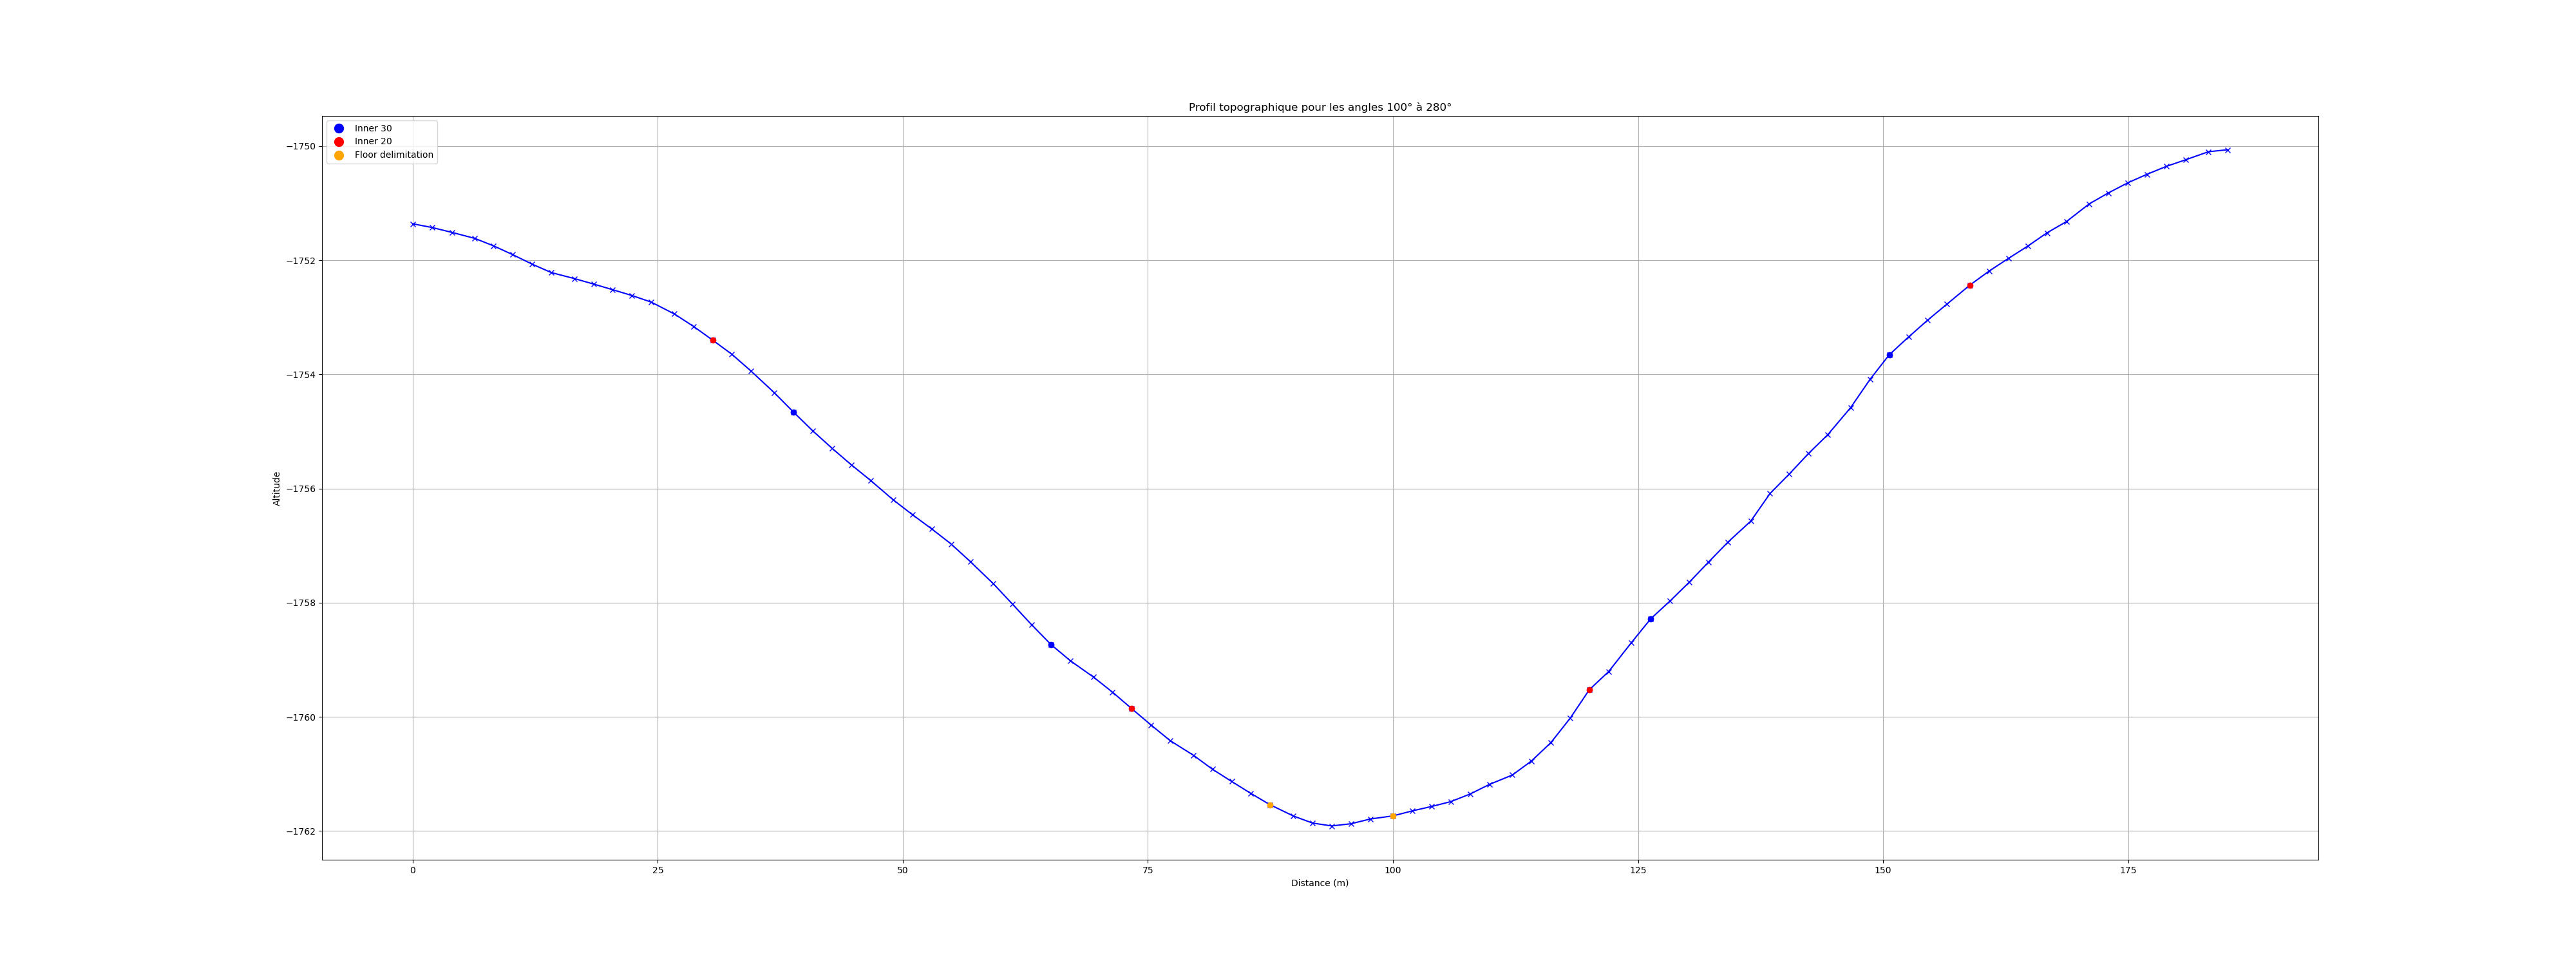 Profil topographique pour les angles 100° à 280°
Inner 30
Inner 20
Floor delimitation
−1750
−1752
−1754
−1756
−1758
−1760
−1762
Altitude
0 25 50 75 100 125 150 175
Distance (m)